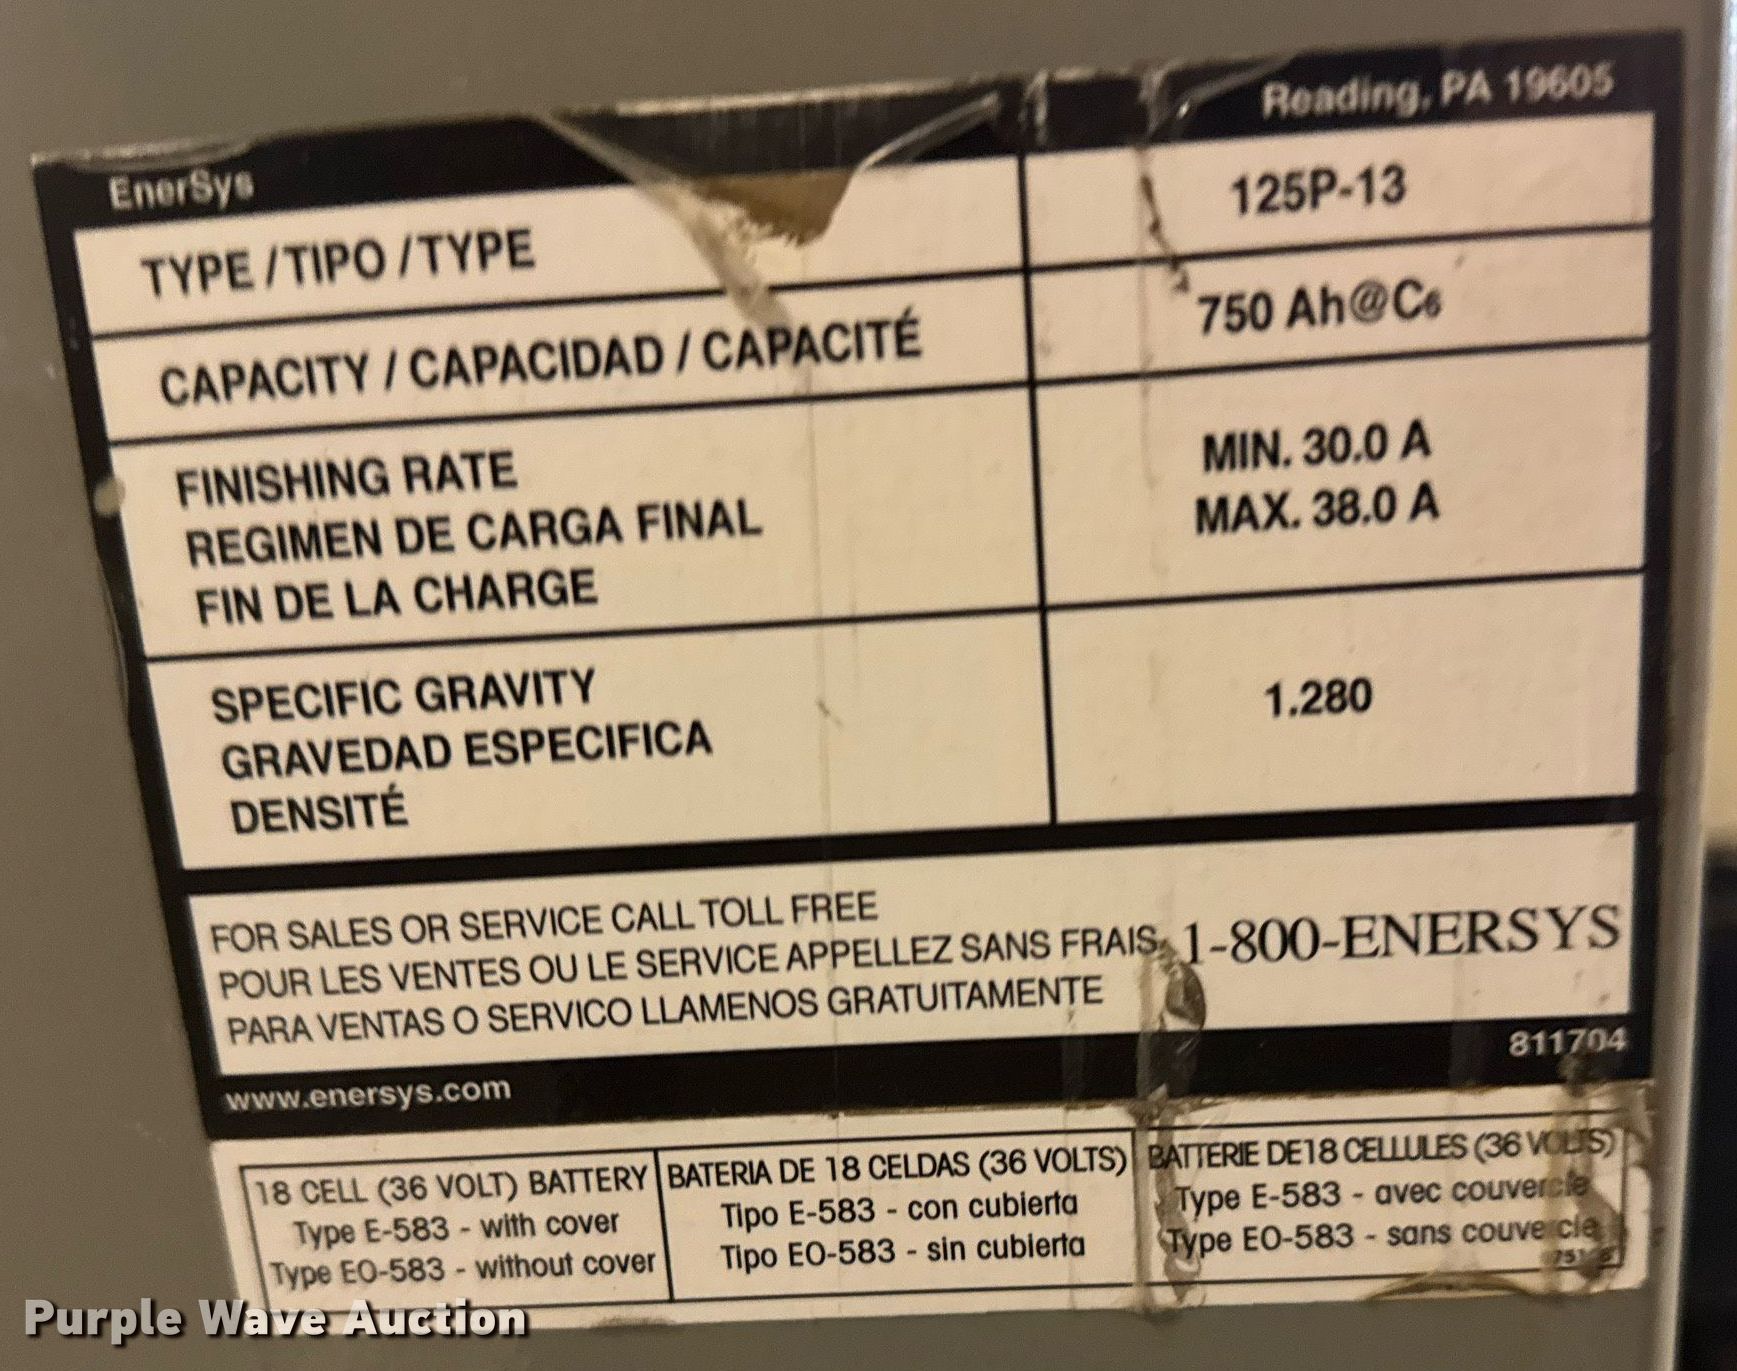 Reading, PA 19605
EnerSys
TYPE / TIPO / TYPE
125P-13
CAPACITY / CAPACIDAD / CAPACITÉ
750 Ah@C6
FINISHING RATE
REGIMEN DE CARGA FINAL
FIN DE LA CHARGE
MIN. 30.0 A
MAX. 38.0 A
SPECIFIC GRAVITY
GRAVEDAD ESPECIFICA
DENSITÉ
1.280
FOR SALES OR SERVICE CALL TOLL FREE
POUR LES VENTES OU LE SERVICE APPELLEZ SANS FRAIS
PARA VENTAS O SERVICO LLAMENOS GRATUITAMENTE
1-800-ENERSYS
811704
www.enersys.com
18 CELL (36 VOLT) BATTERY
Type E-583 - with cover
Type EO-583 - without cover
BATERIA DE 18 CELDAS (36 VOLTS)
Tipo E-583 - con cubierta
Tipo EO-583 - sin cubierta
BATTERIE DE18 CELLULES (36 VOLTS)
Type E-583 - avec couvercle
Type EO-583 - sans couvercle
Purple Wave Auction